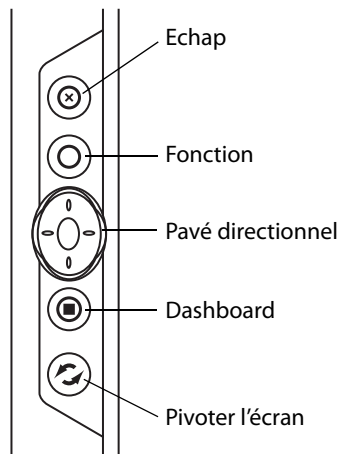 Echap
Fonction
Pavé directionnel
Dashboard
Pivoter l’écran